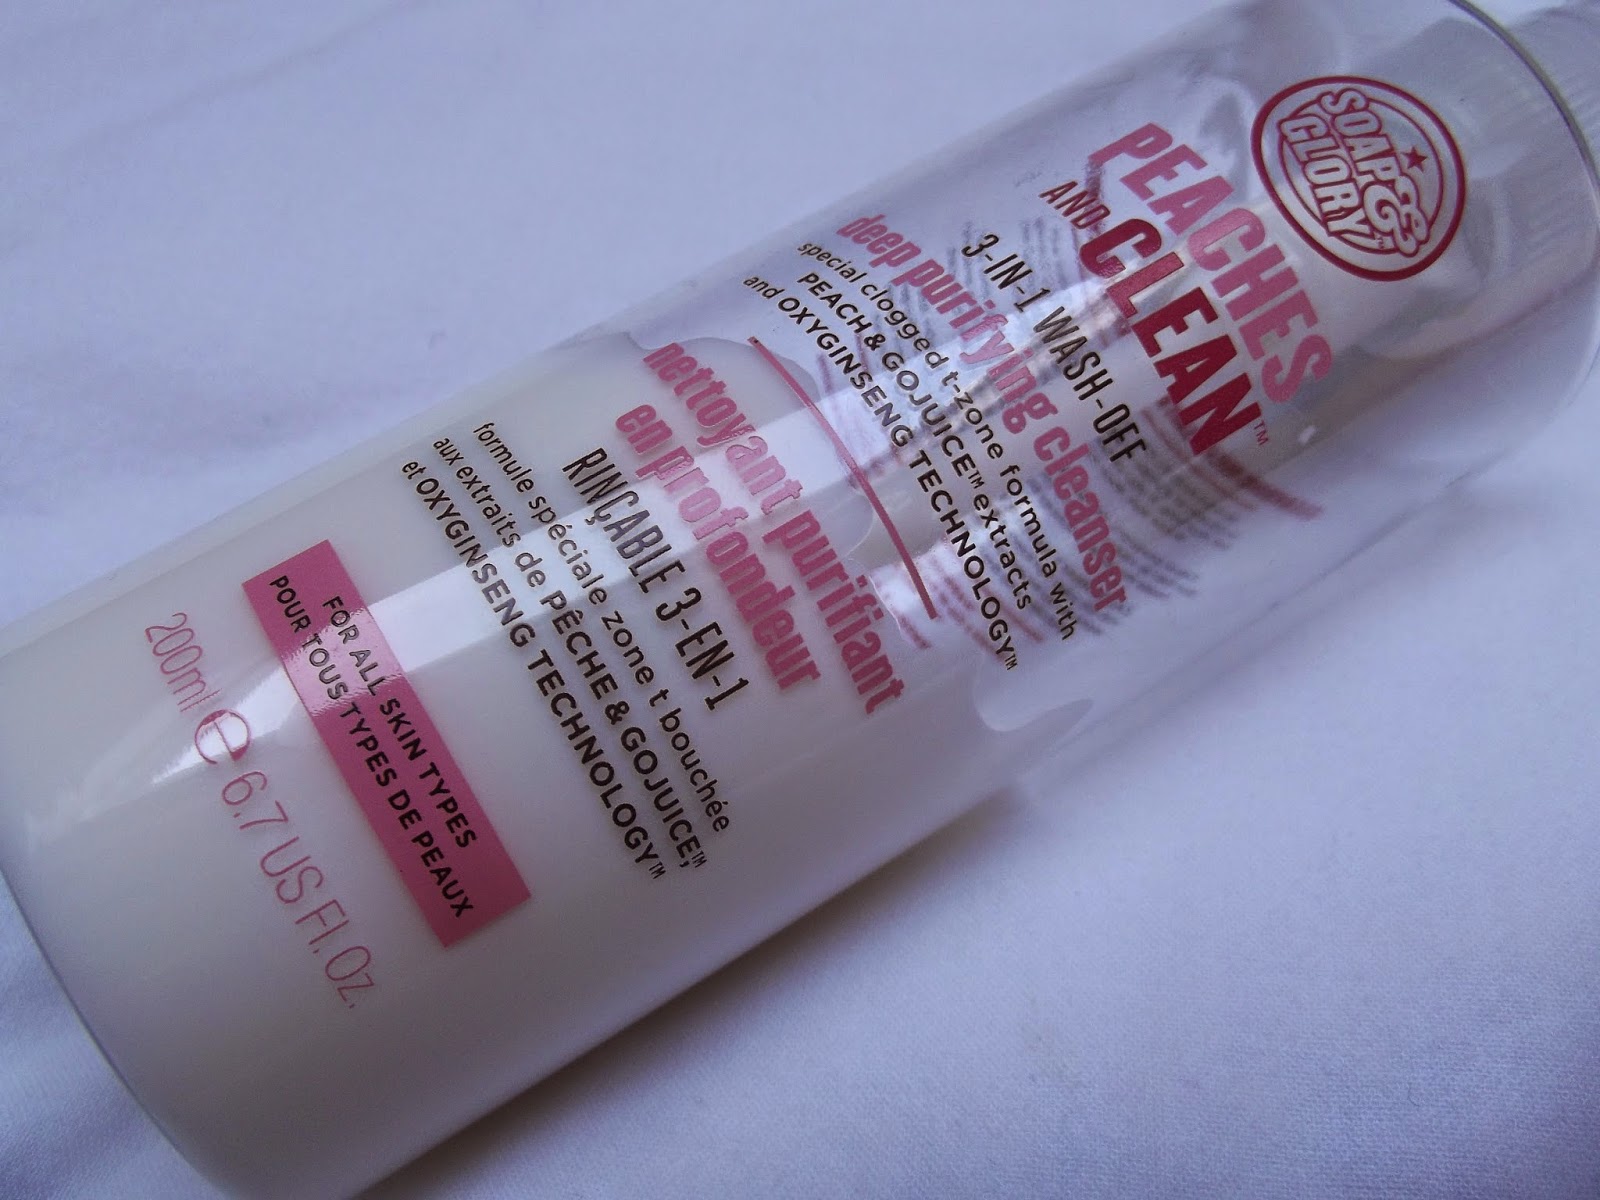 SOAP &
GLORY™
PEACHES
AND CLEAN™
3-IN-1 WASH-OFF
deep purifying cleanser
special clogged t-zone formula with
PEACH & GOJUICE™ extracts
and OXYGINSENG TECHNOLOGY™
nettoyant purifiant
en profondeur
RINÇABLE 3-EN-1
formule spéciale zone t bouchée
aux extraits de PÊCHE & GOJUICE,™
et OXYGINSENG TECHNOLOGY™
FOR ALL SKIN TYPES
POUR TOUS TYPES DE PEAUX
200ml e 6.7 US Fl. Oz.